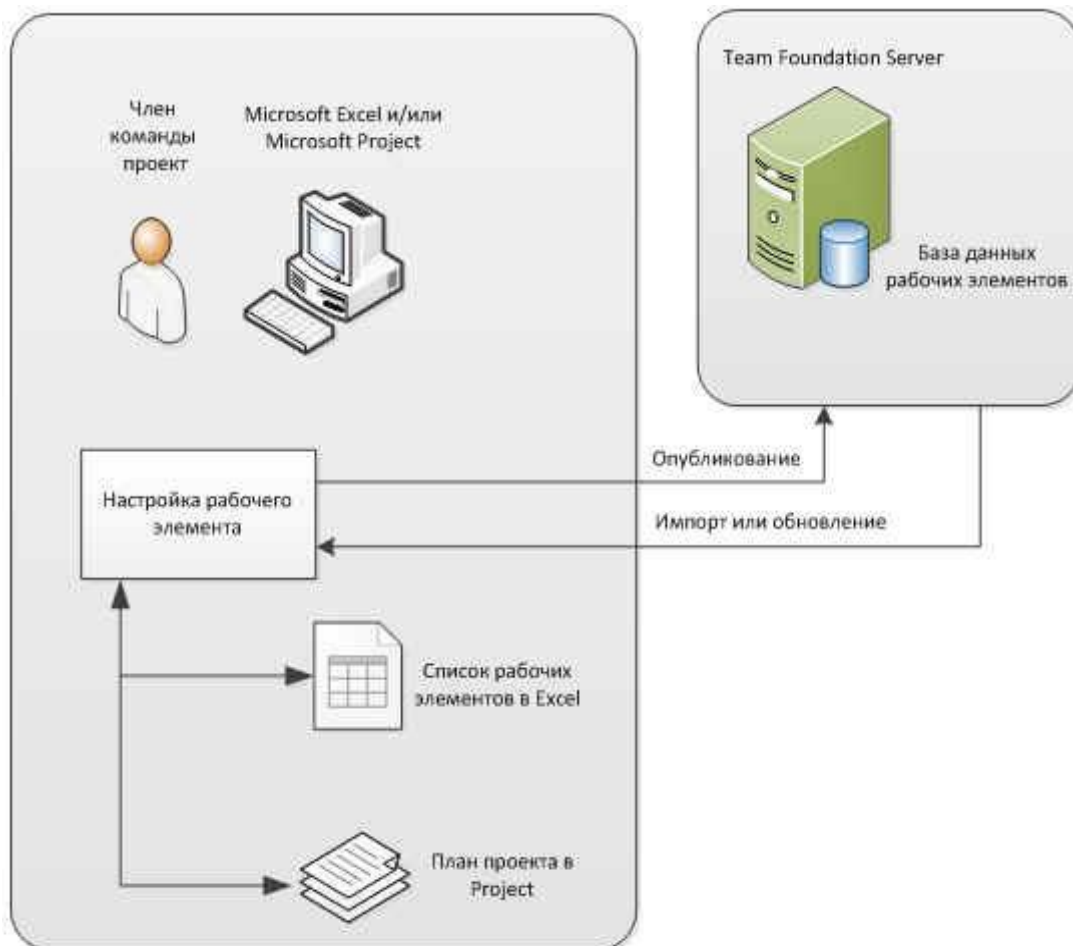 Член
команды
проект
Microsoft Excel и/или
Microsoft Project
Team Foundation Server
База данных
рабочих элементов
Опубликование
Настройка рабочего
элемента
Импорт или обновление
Список рабочих
элементов в Excel
План проекта в
Project